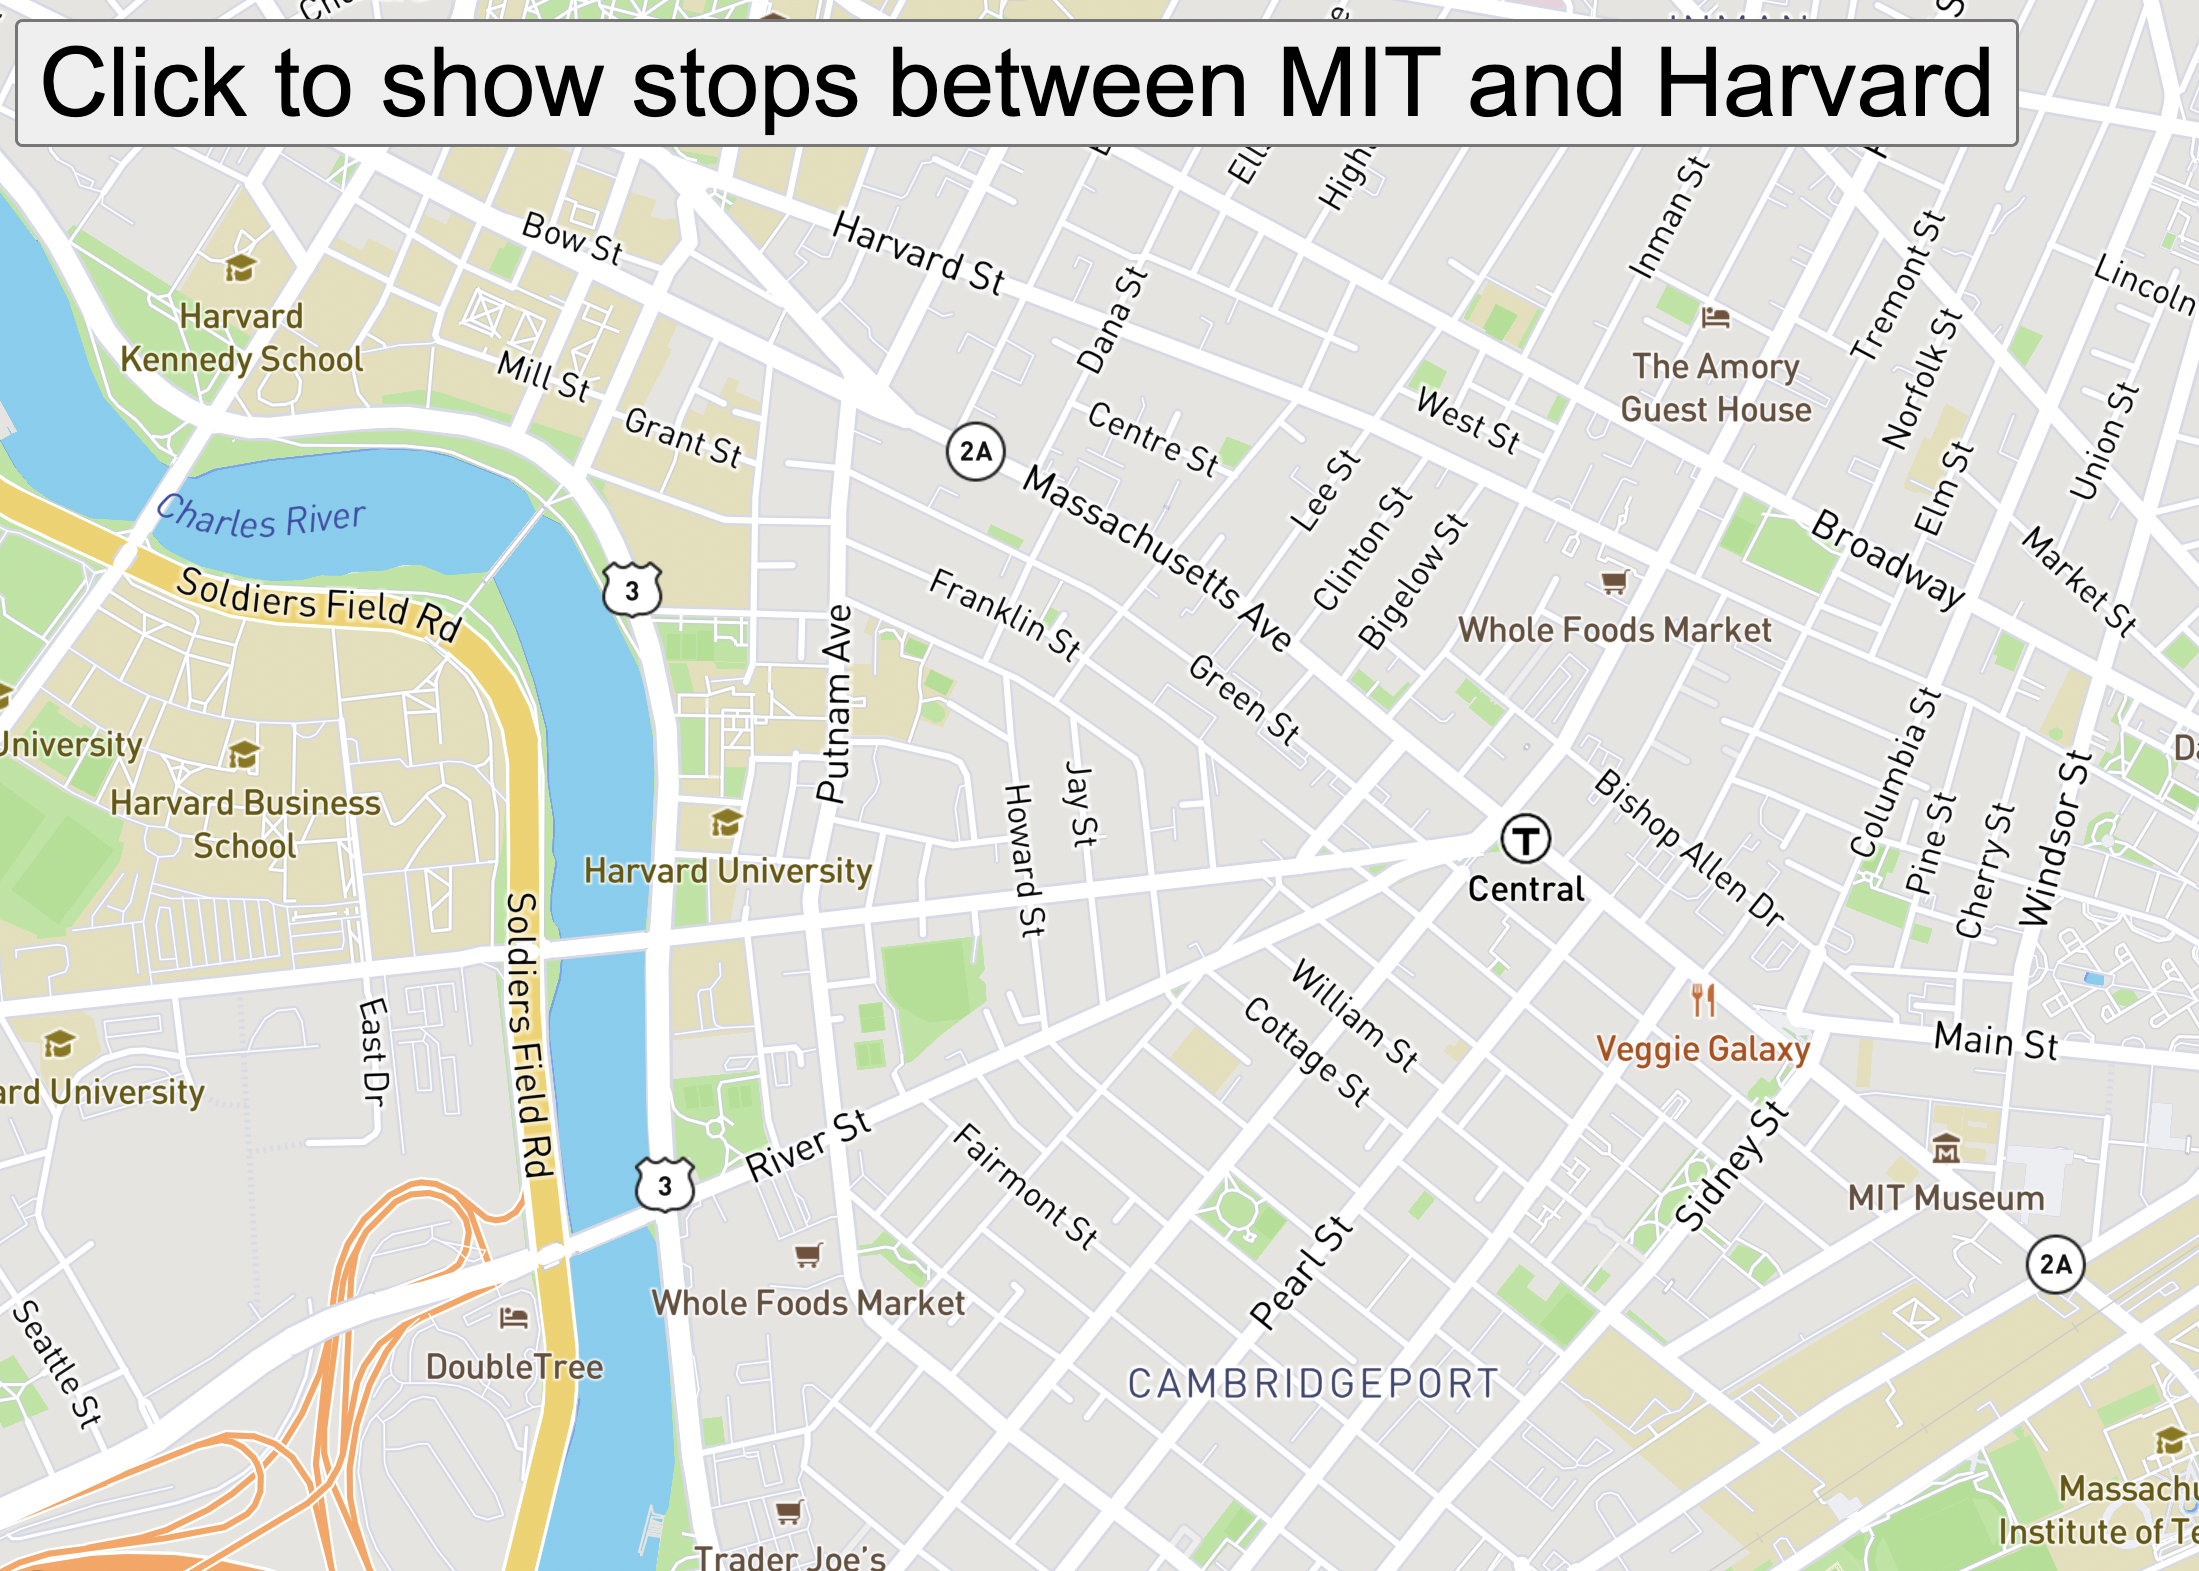 Click to show stops between MIT and Harvard
Bow St
Harvard St
High
Inman St
Tremont St
Lincoln
Harvard
Kennedy School
Dana St
The Amory
Guest House
Norfolk St
Mill St
Grant St
2A
Centre St
West St
Union St
Elm St
Lee St
Massachusetts Ave
Clinton St
Bigelow St
Broadway
Market St
Charles River
Soldiers Field Rd
3
Franklin St
Whole Foods Market
Putnam Ave
Green St
University
Harvard Business
School
Howard St
Jay St
Bishop Allen Dr
Columbia St
Pine St
Cherry St
Windsor St
Harvard University
T
Central
Soldiers Field Rd
East Dr
William St
Cottage St
Veggie Galaxy
Main St
ard University
River St
Fairmont St
Sidney St
MIT Museum
3
Pearl St
2A
Whole Foods Market
Seattle St
DoubleTree
CAMBRIDGEPORT
Trader Joe's
Massachu
Institute of Te